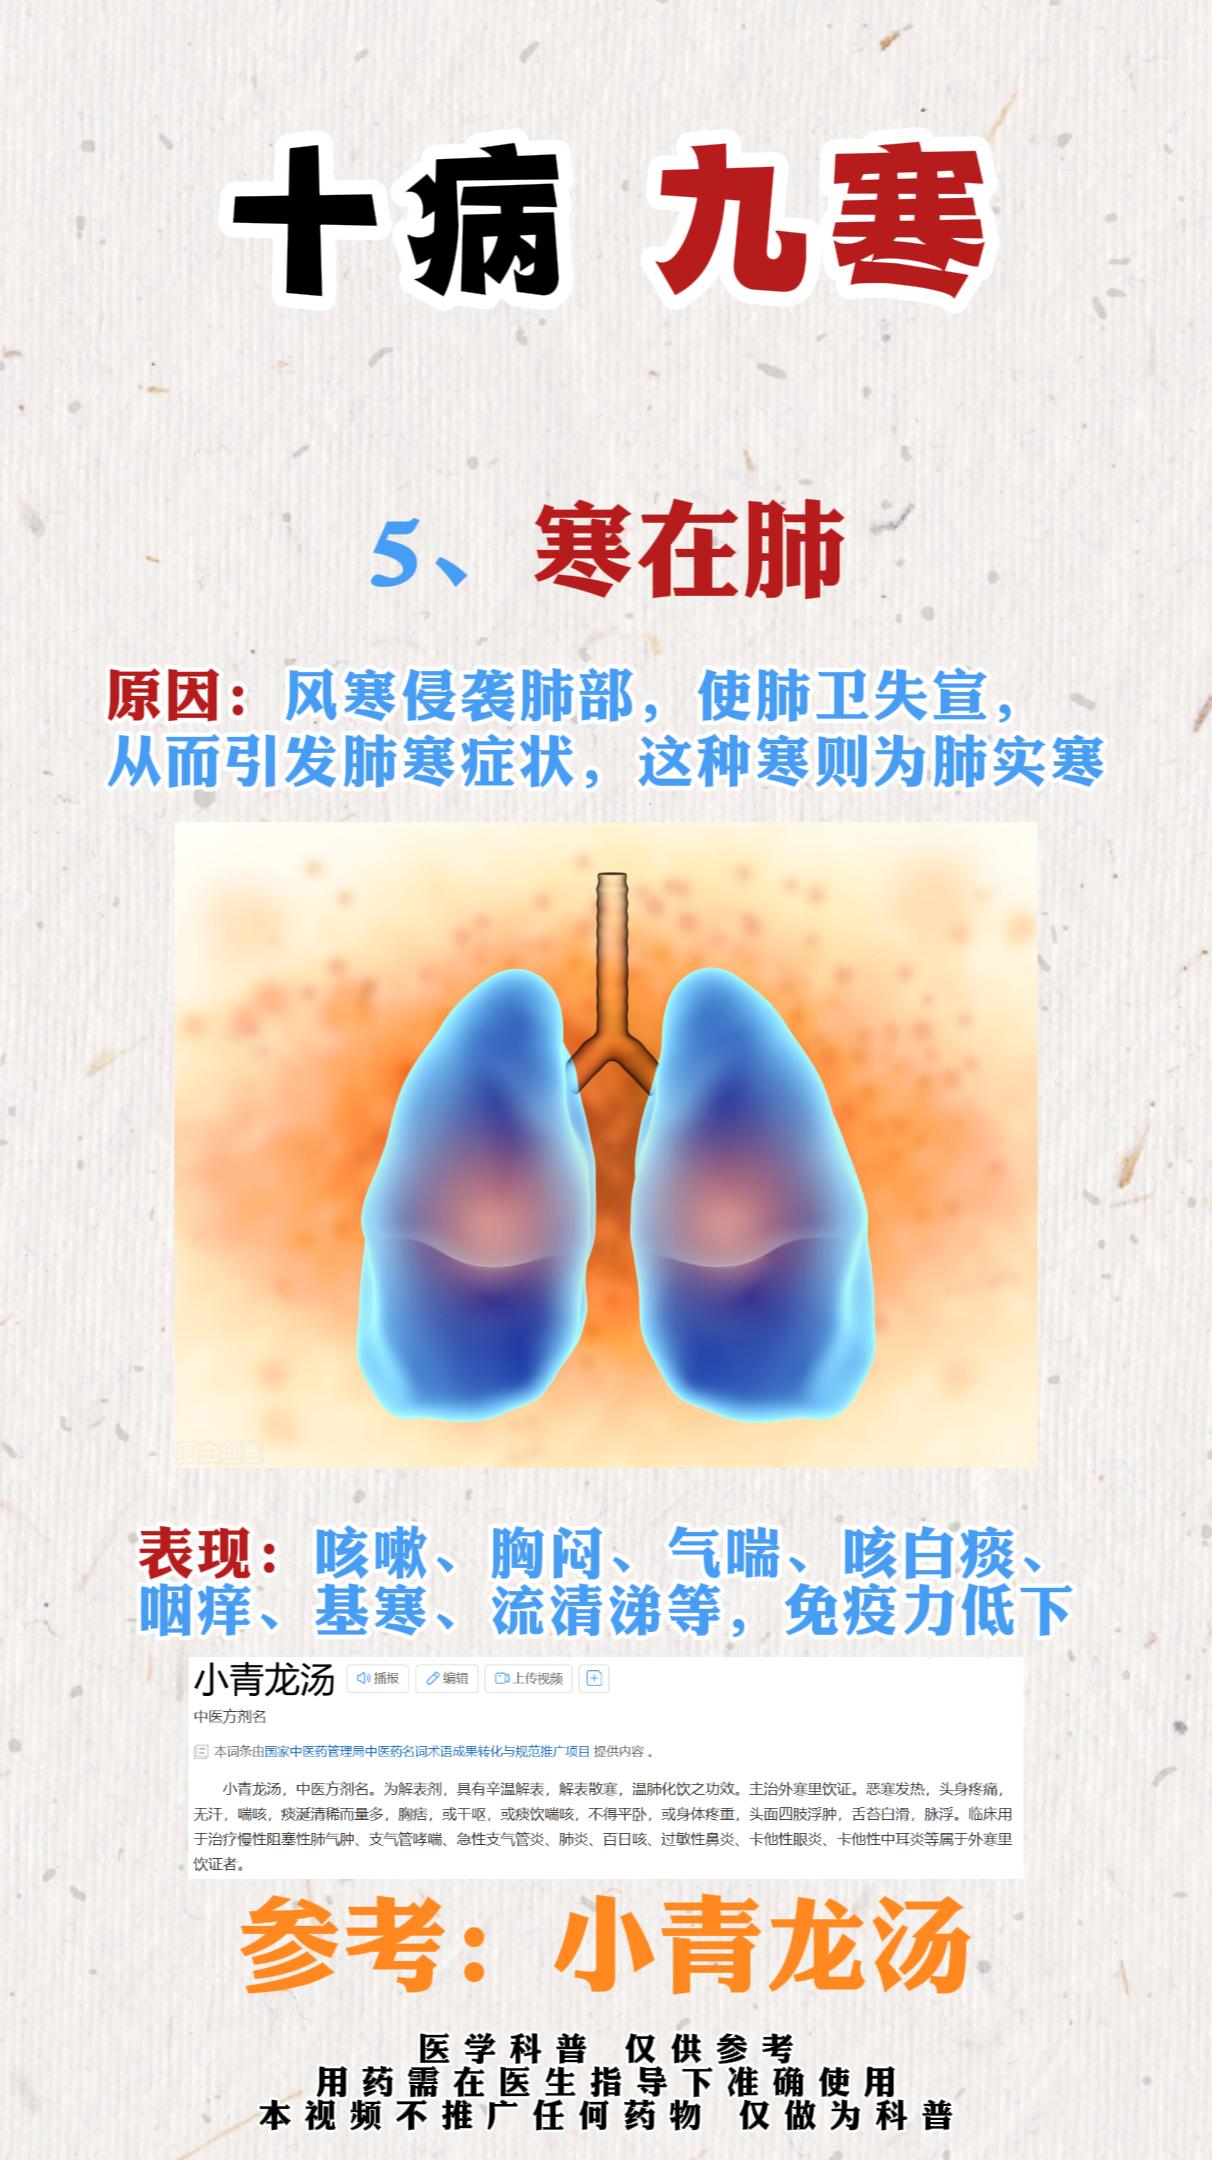 十病 九寒
5、寒在肺
原因：风寒侵袭肺部，使肺卫失宣，
从而引发肺寒症状，这种寒则为肺实寒
图虫创意
表现：咳嗽、胸闷、气喘、咳白痰、
咽痒、基寒、流清涕等，免疫力低下
小青龙汤 播报 编辑 上传视频
中医方剂名
本词条由国家中医药管理局中医药名词术语成果转化与规范推广项目 提供内容 。
小青龙汤，中医方剂名。为解表剂，具有辛温解表，解表散寒，温肺化饮之功效。主治外寒里饮证。恶寒发热，头身疼痛，
无汗，喘咳，痰涎清稀而量多，胸痞，或干呕，或痰饮喘咳，不得平卧，或身体疼重，头面四肢浮肿，舌苔白滑，脉浮。临床用
于治疗慢性阻塞性肺气肿、支气管哮喘、急性支气管炎、肺炎、百日咳、过敏性鼻炎、卡他性眼炎、卡他性中耳炎等属于外寒里
饮证者。
参考：小青龙汤
医学科普 仅供参考
用药需在医生指导下准确使用
本视频不推广任何药物 仅做为科普